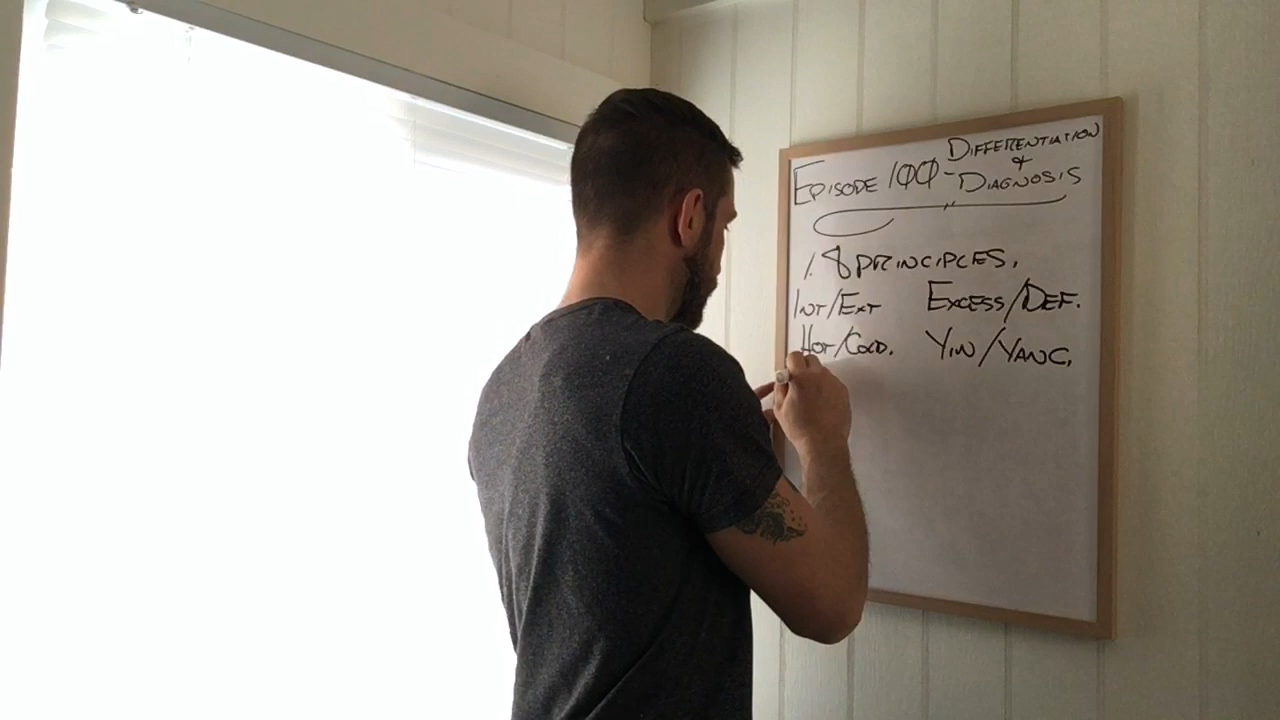 EPISODE 100 - DIFFERENTIATION
& DIAGNOSIS
1. 8 PRINCIPLES.
INT/EXT EXCESS/DEF.
HOT/COLD. YIN/YANG.